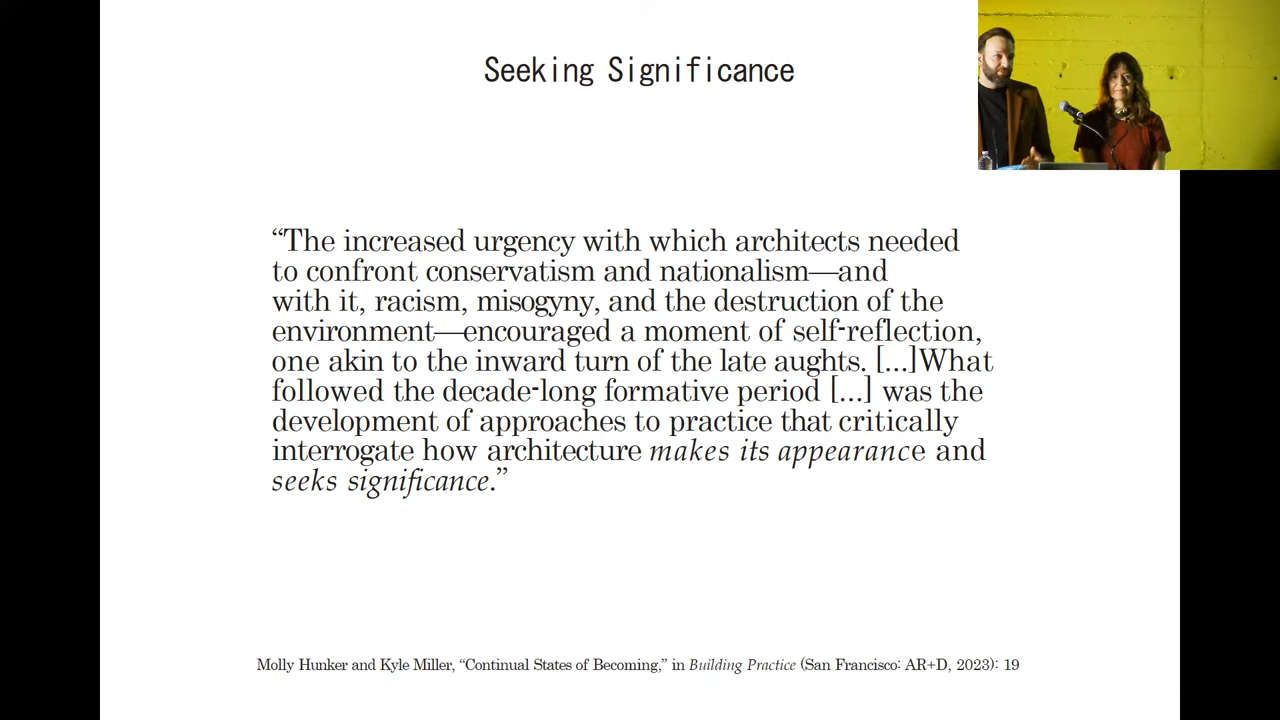 Seeking Significance
“The increased urgency with which architects needed
to confront conservatism and nationalism—and
with it, racism, misogyny, and the destruction of the
environment—encouraged a moment of self-reflection,
one akin to the inward turn of the late aughts. [...]What
followed the decade-long formative period [...] was the
development of approaches to practice that critically
interrogate how architecture makes its appearance and
seeks significance.”
Molly Hunker and Kyle Miller, “Continual States of Becoming,” in Building Practice (San Francisco: AR+D, 2023): 19